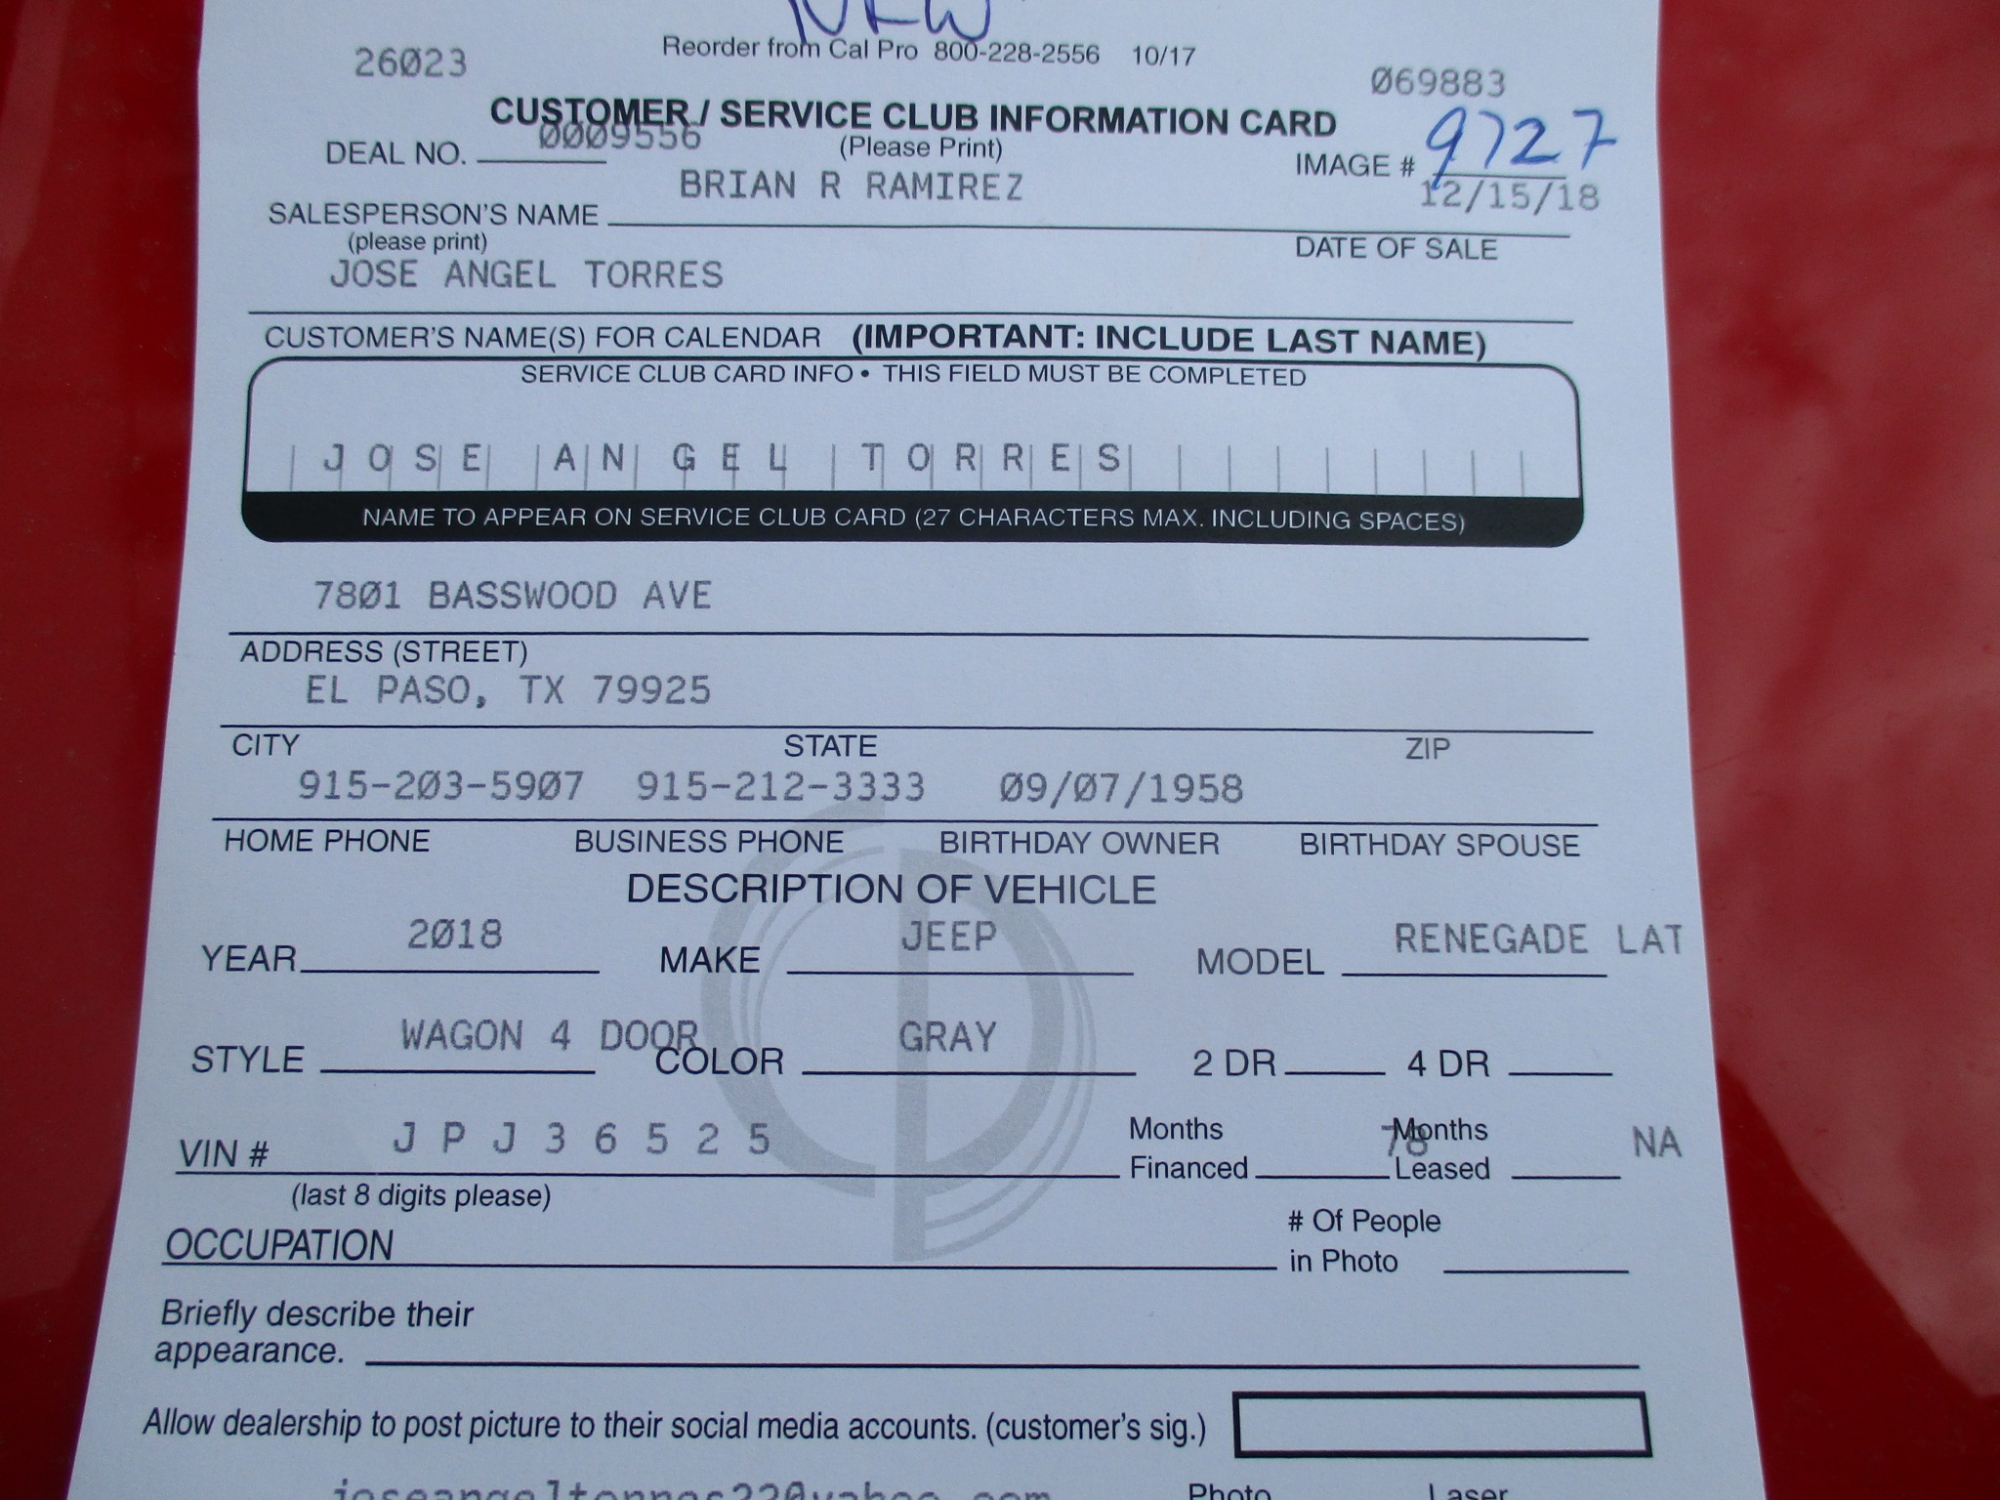 NEW
Reorder from Cal Pro 800-228-2556 10/17
26023
069883
CUSTOMER / SERVICE CLUB INFORMATION CARD
DEAL NO. 0009556 (Please Print) IMAGE # 9727
BRIAN R RAMIREZ 12/15/18
SALESPERSON'S NAME
(please print) DATE OF SALE
JOSE ANGEL TORRES
CUSTOMER'S NAME(S) FOR CALENDAR (IMPORTANT: INCLUDE LAST NAME)
SERVICE CLUB CARD INFO • THIS FIELD MUST BE COMPLETED
JOSE ANGEL TORRES
NAME TO APPEAR ON SERVICE CLUB CARD (27 CHARACTERS MAX. INCLUDING SPACES)
7801 BASSWOOD AVE
ADDRESS (STREET)
EL PASO, TX 79925
CITY STATE ZIP
915-203-5907 915-212-3333 09/07/1958
HOME PHONE BUSINESS PHONE BIRTHDAY OWNER BIRTHDAY SPOUSE
DESCRIPTION OF VEHICLE
YEAR 2018 MAKE JEEP MODEL RENEGADE LAT
STYLE WAGON 4 DOOR COLOR GRAY 2 DR 4 DR
VIN # JPJ36525 Months Financed 78 Months Leased NA
(last 8 digits please)
OCCUPATION # Of People in Photo
Briefly describe their
appearance.
Allow dealership to post picture to their social media accounts. (customer's sig.)
Photo Laser